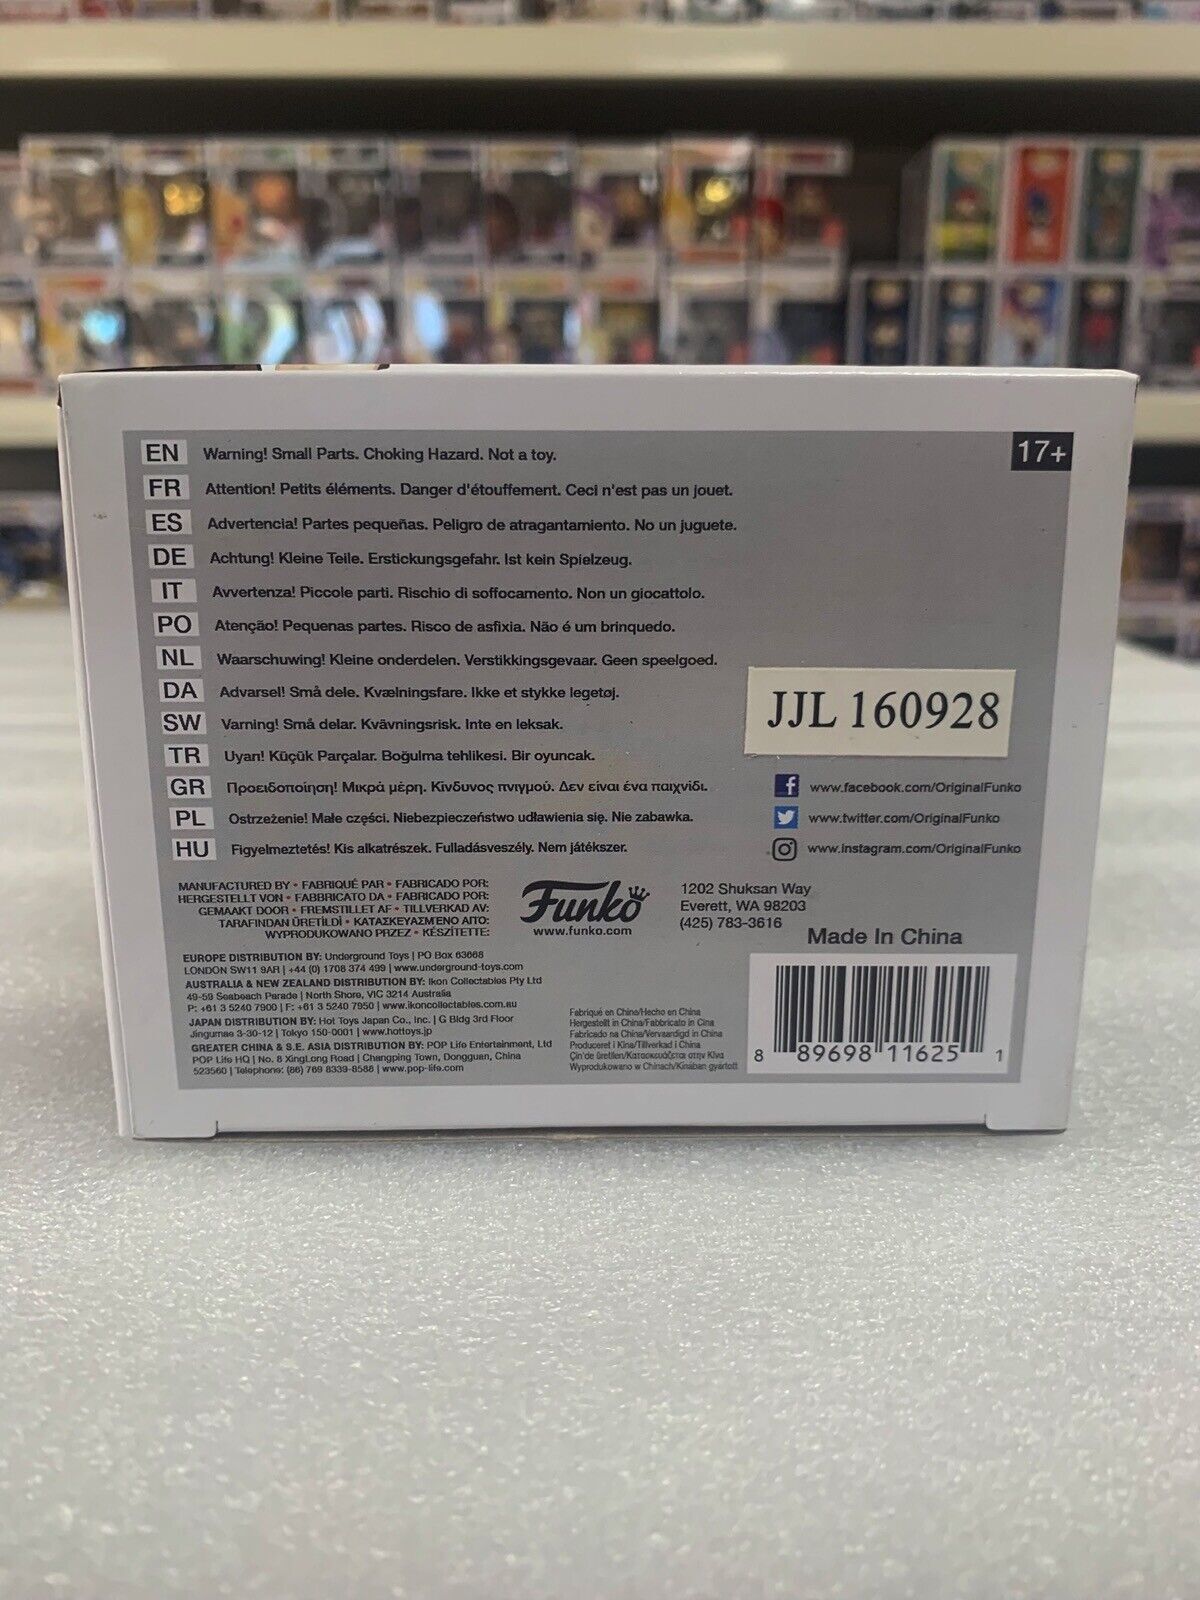 17+
EN Warning! Small Parts. Choking Hazard. Not a toy.
FR Attention! Petits éléments. Danger d'étouffement. Ceci n'est pas un jouet.
ES Advertencia! Partes pequeñas. Peligro de atragantamiento. No un juguete.
DE Achtung! Kleine Teile. Erstickungsgefahr. Ist kein Spielzeug.
IT Avvertenza! Piccole parti. Rischio di soffocamento. Non un giocattolo.
PO Atenção! Pequenas partes. Risco de asfixia. Não é um brinquedo.
NL Waarschuwing! Kleine onderdelen. Verstikkingsgevaar. Geen speelgoed.
DA Advarsel! Små dele. Kvælningsfare. Ikke et stykke legetøj.
SW Varning! Små delar. Kvävningsrisk. Inte en leksak.
TR Uyarı! Küçük Parçalar. Boğulma tehlikesi. Bir oyuncak.
GR Προειδοποίηση! Μικρά μέρη. Κίνδυνος πνιγμού. Δεν είναι ένα παιχνίδι.
PL Ostrzeżenie! Małe części. Niebezpieczeństwo udławienia się. Nie zabawka.
HU Figyelmeztetés! Kis alkatrészek. Fulladásveszély. Nem játékszer.
JJL 160928
www.facebook.com/OriginalFunko
www.twitter.com/OriginalFunko
www.instagram.com/OriginalFunko
MANUFACTURED BY • FABRIQUÉ PAR • FABRICADO POR:
HERGESTELLT VON • FABBRICATO DA • FABRICADO POR:
GEMAAKT DOOR • FREMSTILLET AF • TILLVERKAD AV:
TARAFINDAN ÜRETİLDİ • ΚΑΤΑΣΚΕΥΑΣΜΕΝΟ ΑΠΟ:
WYPRODUKOWANO PRZEZ • KÉSZÍTETTE:
Funko
www.funko.com
1202 Shuksan Way
Everett, WA 98203
(425) 783-3616
Made In China
EUROPE DISTRIBUTION BY: Underground Toys | PO Box 63668
LONDON SW11 9AR | +44 (0) 1708 374 499 | www.underground-toys.com
AUSTRALIA & NEW ZEALAND DISTRIBUTION BY: Ikon Collectables Pty Ltd
49-59 Seabeach Parade | North Shore, VIC 3214 Australia
P: +61 3 5240 7900 | F: +61 3 5240 7950 | www.ikoncollectables.com.au
JAPAN DISTRIBUTION BY: Hot Toys Japan Co., Inc. | G Bldg 3rd Floor
Jingumae 3-30-12 | Tokyo 150-0001 | www.hottoys.jp
GREATER CHINA & S.E. ASIA DISTRIBUTION BY: POP Life Entertainment, Ltd
POP Life HQ | No. 8 XingLong Road | Changping Town, Dongguan, China
523560 | Telephone: (86) 769 8339-8588 | www.pop-life.com
Fabriqué en China/Hecho en China
Hergestellt in China/Fabbricato in Cina
Fabricado na China/Vervaardigd in China
Produceret i Kina/Tillverkad i China
Çin'de üretilen/Κατασκευάζεται στην Κίνα
Wyprodukowano w Chinach/Kínában gyártott
8 89698 11625 1